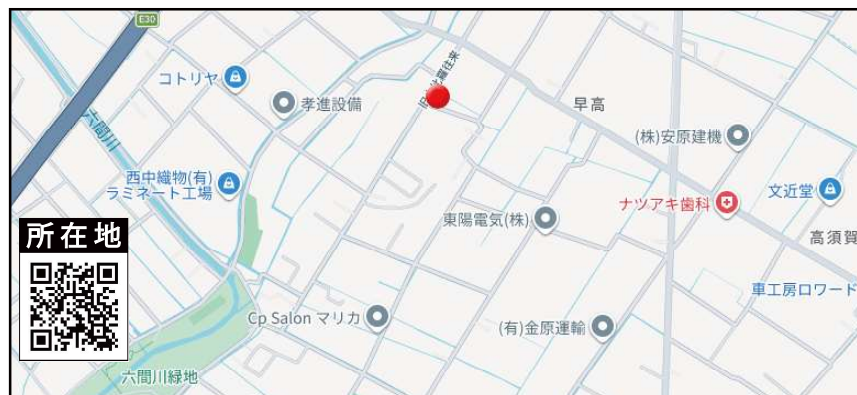 E30
コトリヤ
孝進設備
早高
(株)安原建機
六間川
西中織物(有)
ラミネート工場
ナツアキ歯科
文近堂
東陽電気(株)
高須賀
所在地
車工房ロワード
Cp Salon マリカ
(有)金原運輸
六間川緑地